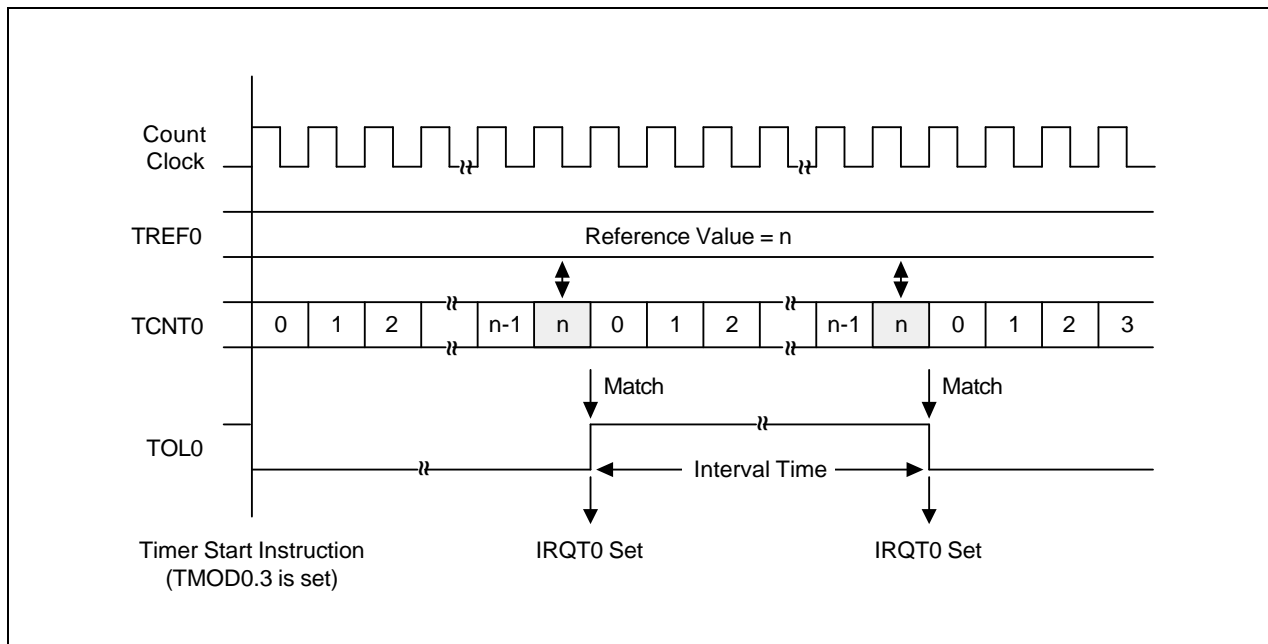 Count
Clock
TREF0
Reference Value = n
TCNT0
0 1 2 n-1 n 0 1 2 n-1 n 0 1 2 3
Match Match
TOL0
Interval Time
Timer Start Instruction
(TMOD0.3 is set)
IRQT0 Set IRQT0 Set